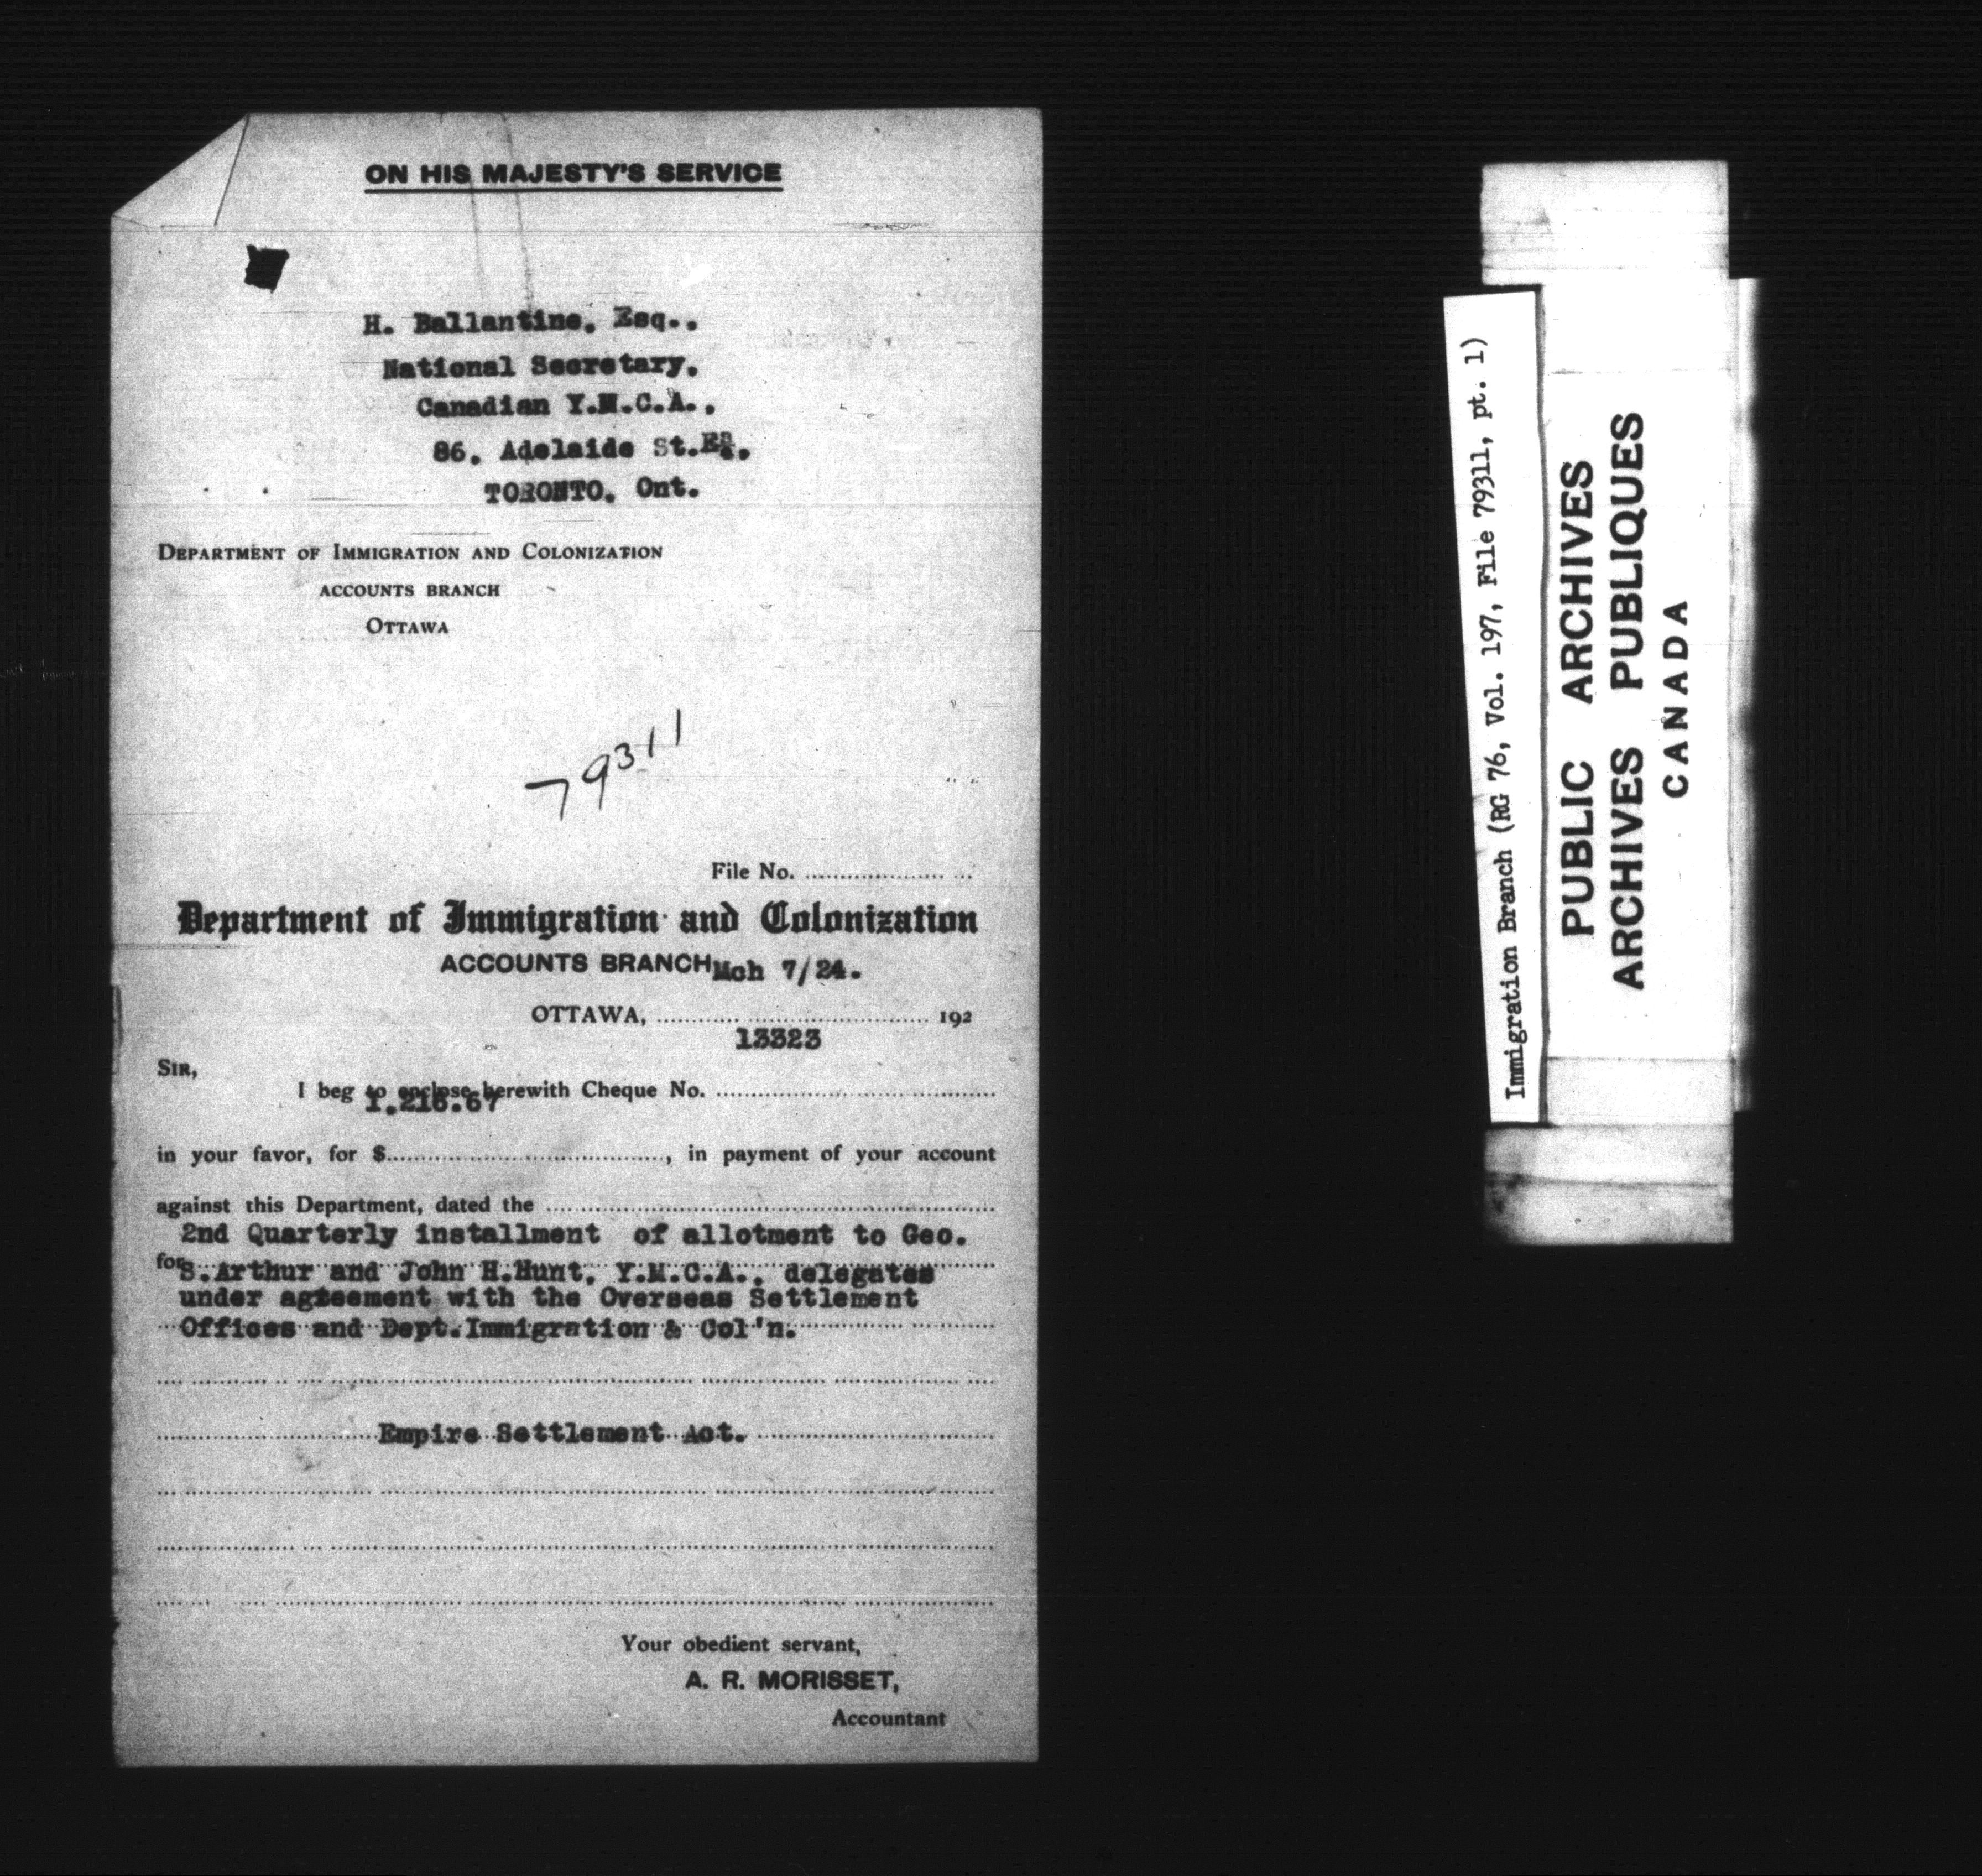 ON HIS MAJESTY'S SERVICE
H. Ballantine, Esq.,
National Secretary,
Canadian Y.M.C.A.,
86, Adelaide St.
TORONTO, Ont.
DEPARTMENT OF IMMIGRATION AND COLONIZATION
ACCOUNTS BRANCH
OTTAWA
79311
File No.
Department of Immigration and Colonization
ACCOUNTS BRANCH Mch 7/24.
OTTAWA, 192
13323
SIR,
I beg to enclose herewith Cheque No.
1,216.67
in your favor, for $, in payment of your account
against this Department, dated the
2nd Quarterly installment of allotment to Geo.
for S.Arthur and John H.Hunt, Y.M.C.A., delegates
under agreement with the Overseas Settlement
Offices and Dept.Immigration & Col'n.
Empire Settlement Act.
Your obedient servant,
A. R. MORISSET,
Accountant
Immigration Branch (RG 76, Vol. 197, File 79311, pt. 1)
PUBLIC ARCHIVES
ARCHIVES PUBLIQUES
CANADA